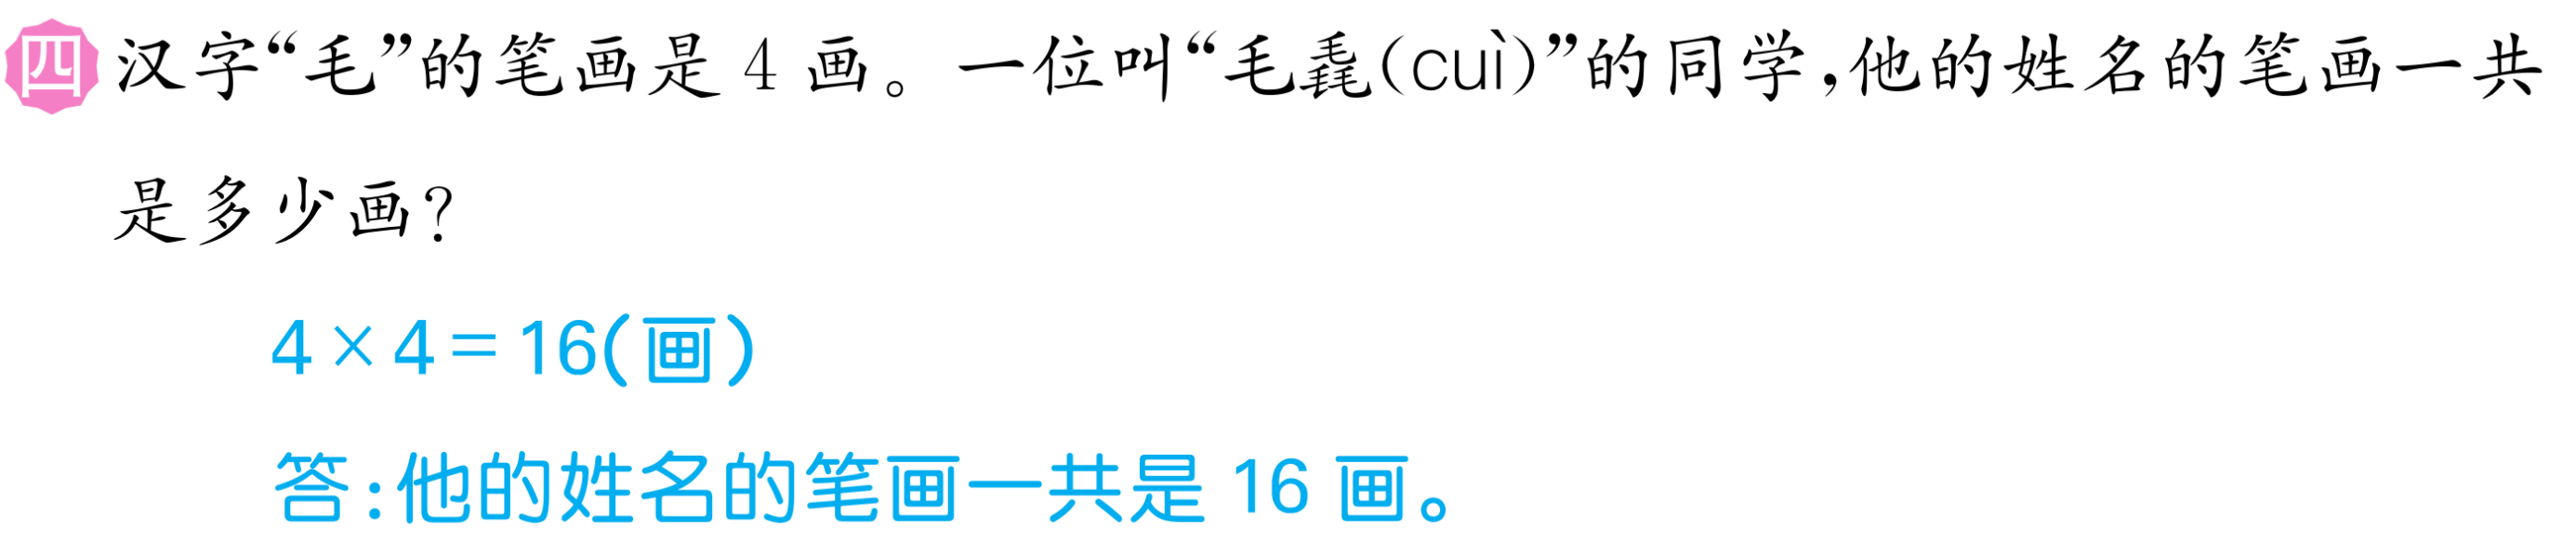 四 汉字“毛”的笔画是 4 画。一位叫“毛毳(cuì)”的同学,他的姓名的笔画一共
是多少画?
4×4=16(画)
答:他的姓名的笔画一共是 16 画。